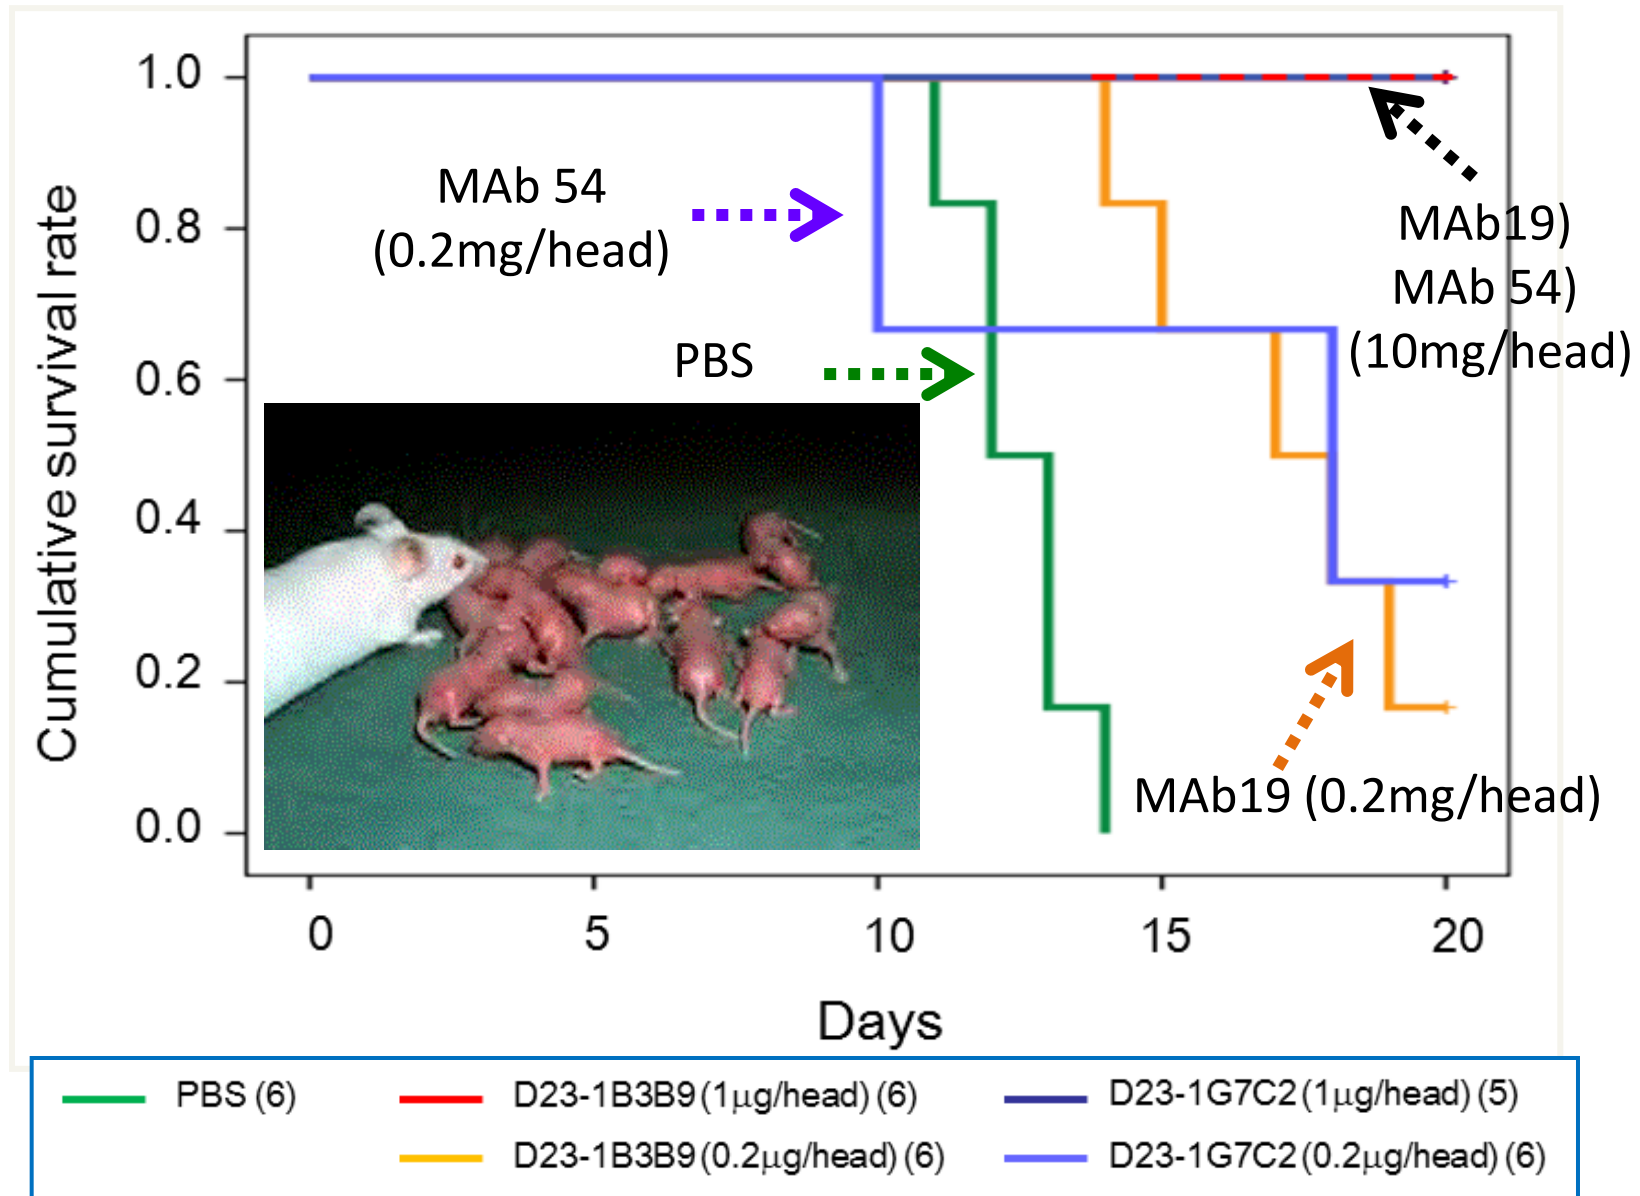 Cumulative survival rate
1.0
0.8
0.6
0.4
0.2
0.0
MAb 54
(0.2mg/head)
PBS
MAb19)
MAb 54)
(10mg/head)
MAb19 (0.2mg/head)
0 5 10 15 20
Days
PBS (6) D23-1B3B9 (1μg/head) (6) D23-1G7C2 (1μg/head) (5)
D23-1B3B9 (0.2μg/head) (6) D23-1G7C2 (0.2μg/head) (6)